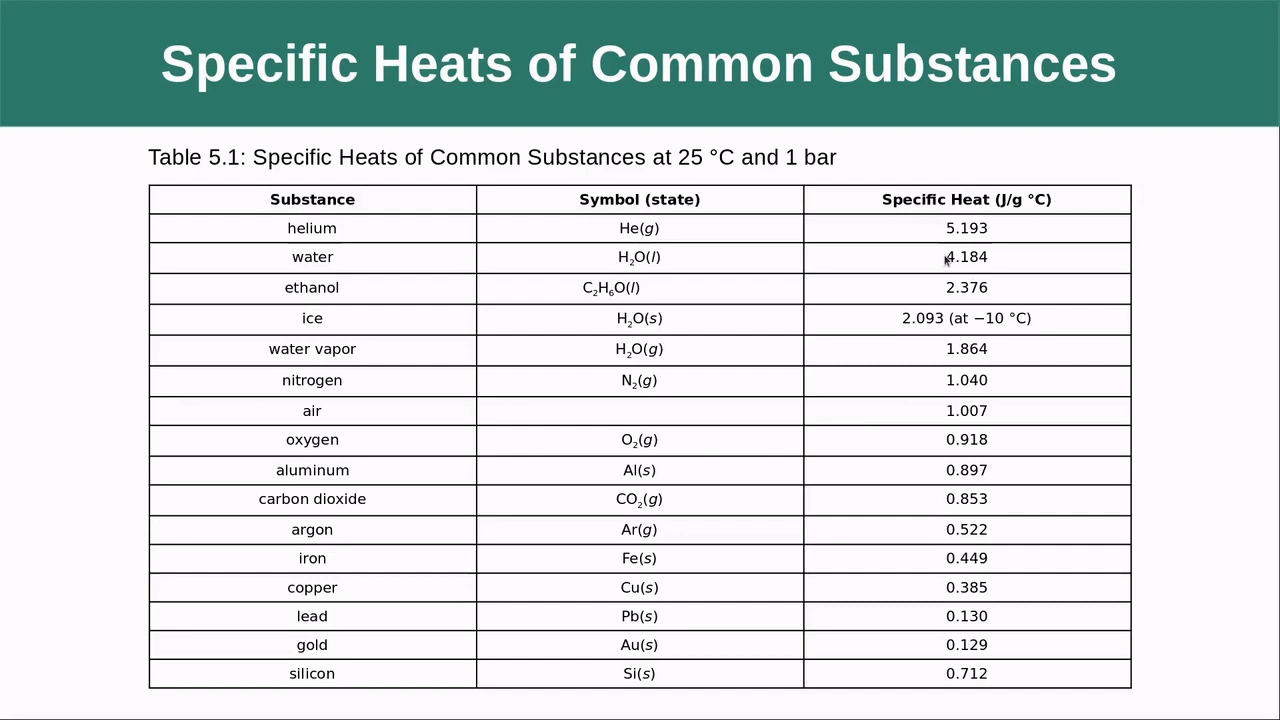 Specific Heats of Common Substances
Table 5.1: Specific Heats of Common Substances at 25 °C and 1 bar
Substance Symbol (state) Specific Heat (J/g °C)
helium He(g) 5.193
water H₂O(l) 4.184
ethanol C₂H₆O(l) 2.376
ice H₂O(s) 2.093 (at −10 °C)
water vapor H₂O(g) 1.864
nitrogen N₂(g) 1.040
air 1.007
oxygen O₂(g) 0.918
aluminum Al(s) 0.897
carbon dioxide CO₂(g) 0.853
argon Ar(g) 0.522
iron Fe(s) 0.449
copper Cu(s) 0.385
lead Pb(s) 0.130
gold Au(s) 0.129
silicon Si(s) 0.712